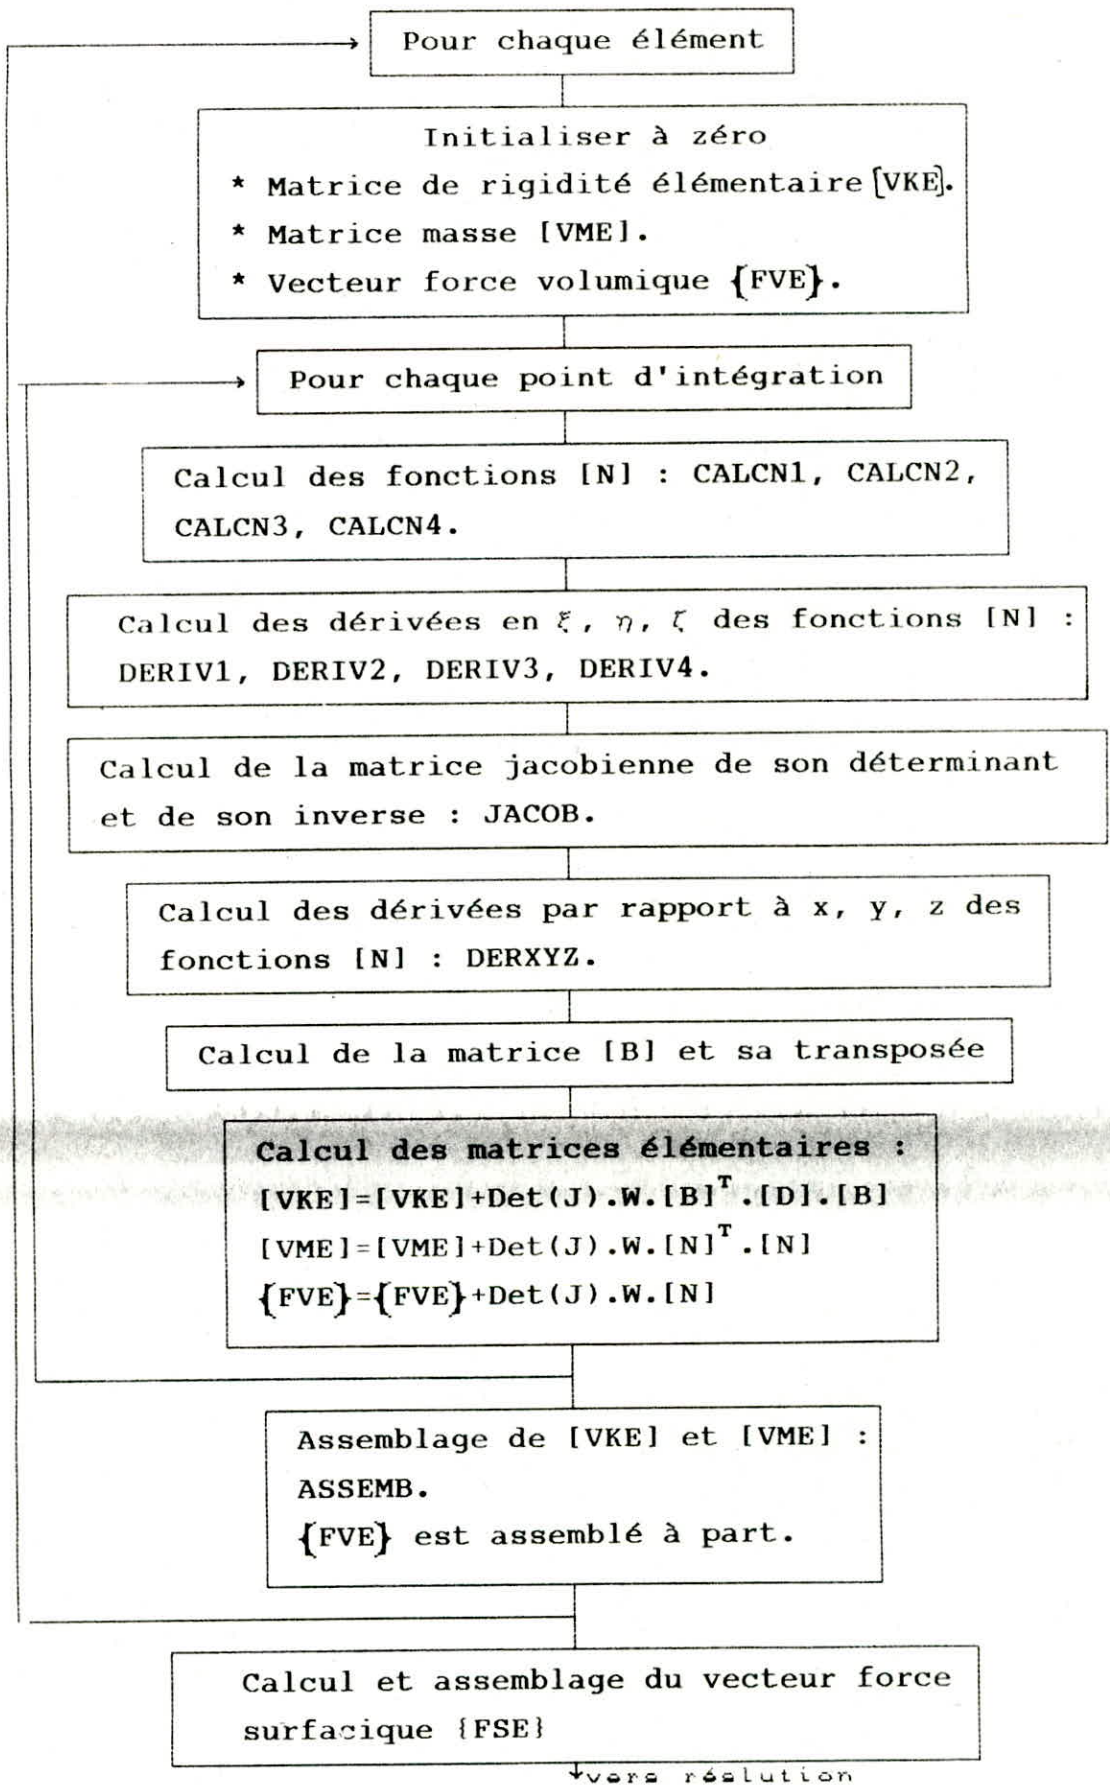 Pour chaque élément
Initialiser à zéro
* Matrice de rigidité élémentaire [VKE].
* Matrice masse [VME].
* Vecteur force volumique {FVE}.
Pour chaque point d'intégration
Calcul des fonctions [N] : CALCN1, CALCN2,
CALCN3, CALCN4.
Calcul des dérivées en ξ, η, ζ des fonctions [N] :
DERIV1, DERIV2, DERIV3, DERIV4.
Calcul de la matrice jacobienne de son déterminant
et de son inverse : JACOB.
Calcul des dérivées par rapport à x, y, z des
fonctions [N] : DERXYZ.
Calcul de la matrice [B] et sa transposée
Calcul des matrices élémentaires :
[VKE]=[VKE]+Det(J).W.[B]ᵀ.[D].[B]
[VME]=[VME]+Det(J).W.[N]ᵀ.[N]
{FVE}={FVE}+Det(J).W.[N]
Assemblage de [VKE] et [VME] :
ASSEMB.
{FVE} est assemblé à part.
Calcul et assemblage du vecteur force
surfacique {FSE}
vers réslution